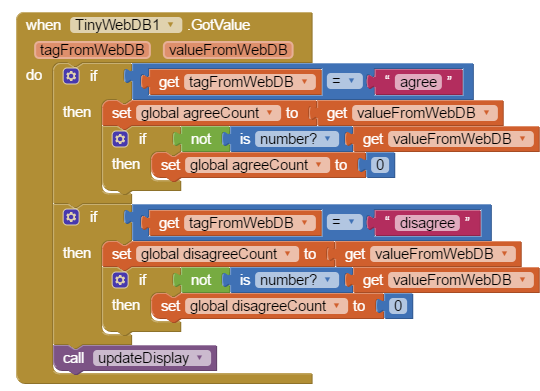 when TinyWebDB1 .GotValue
tagFromWebDB valueFromWebDB
do if get tagFromWebDB = " agree "
then set global agreeCount to get valueFromWebDB
if not is number? get valueFromWebDB
then set global agreeCount to 0
if get tagFromWebDB = " disagree "
then set global disagreeCount to get valueFromWebDB
if not is number? get valueFromWebDB
then set global disagreeCount to 0
call updateDisplay